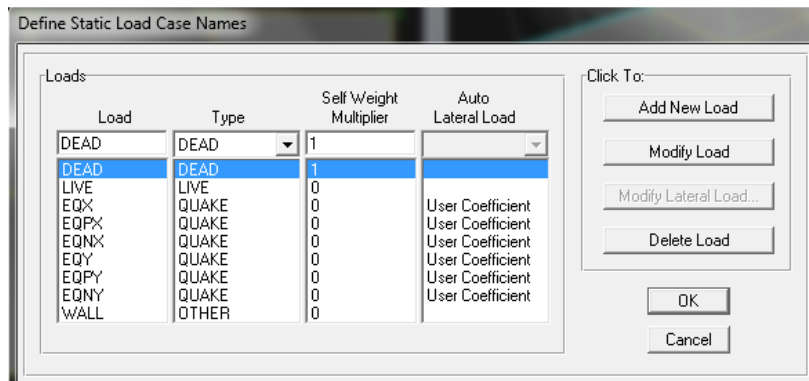 Define Static Load Case Names
Loads
Click To:
Load Type Self Weight Multiplier Auto Lateral Load
DEAD DEAD 1
DEAD DEAD 1
LIVE LIVE 0
EQX QUAKE 0 User Coefficient
EQPX QUAKE 0 User Coefficient
EQNX QUAKE 0 User Coefficient
EQY QUAKE 0 User Coefficient
EQPY QUAKE 0 User Coefficient
EQNY QUAKE 0 User Coefficient
WALL OTHER 0
Add New Load
Modify Load
Modify Lateral Load...
Delete Load
OK
Cancel